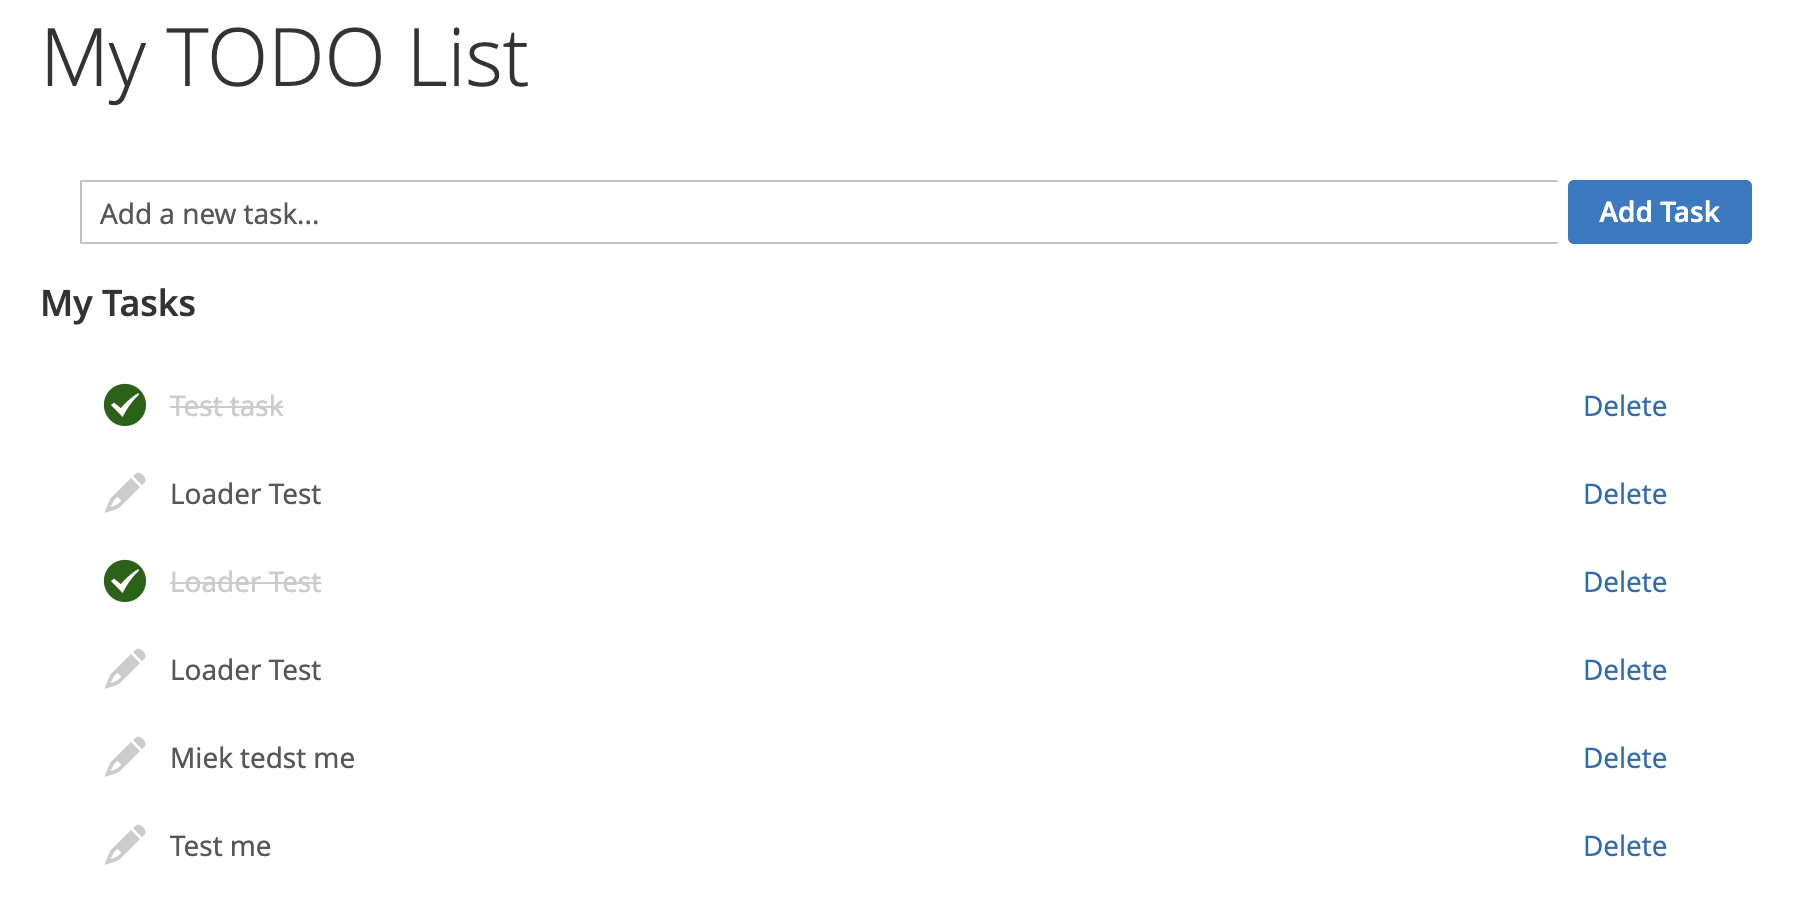 My TODO List
Add a new task...
Add Task
My Tasks
Test task
Delete
Loader Test
Delete
Loader Test
Delete
Loader Test
Delete
Miek tedst me
Delete
Test me
Delete